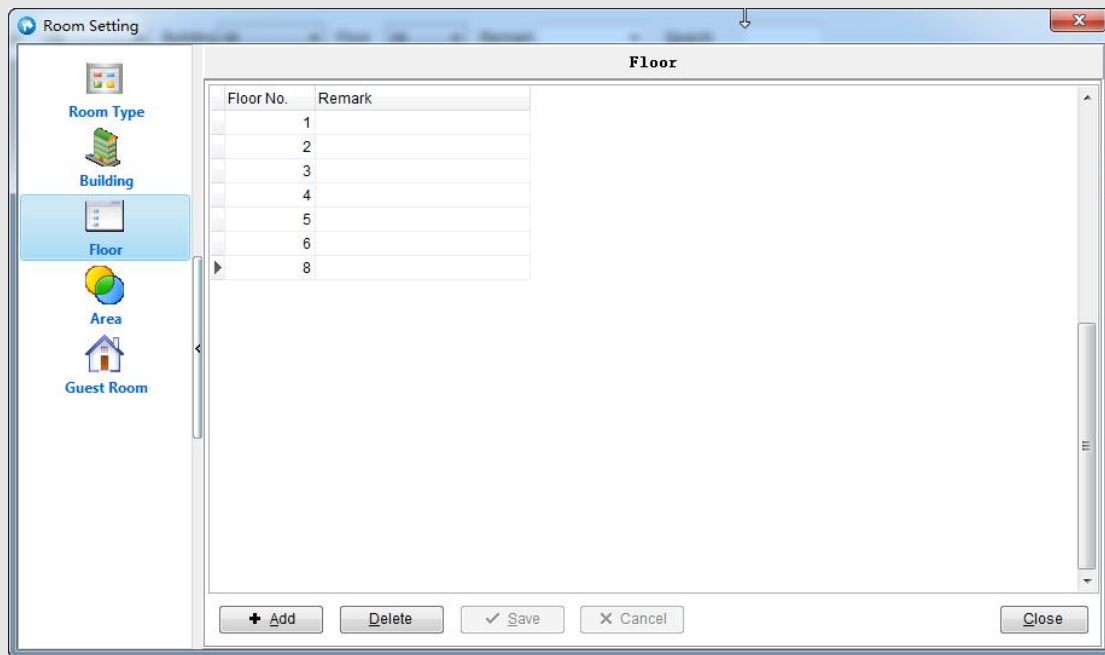 Room Setting
Floor
Room Type
Building
Floor
Area
Guest Room
Floor No. Remark
1
2
3
4
5
6
8
Add Delete Save Cancel Close